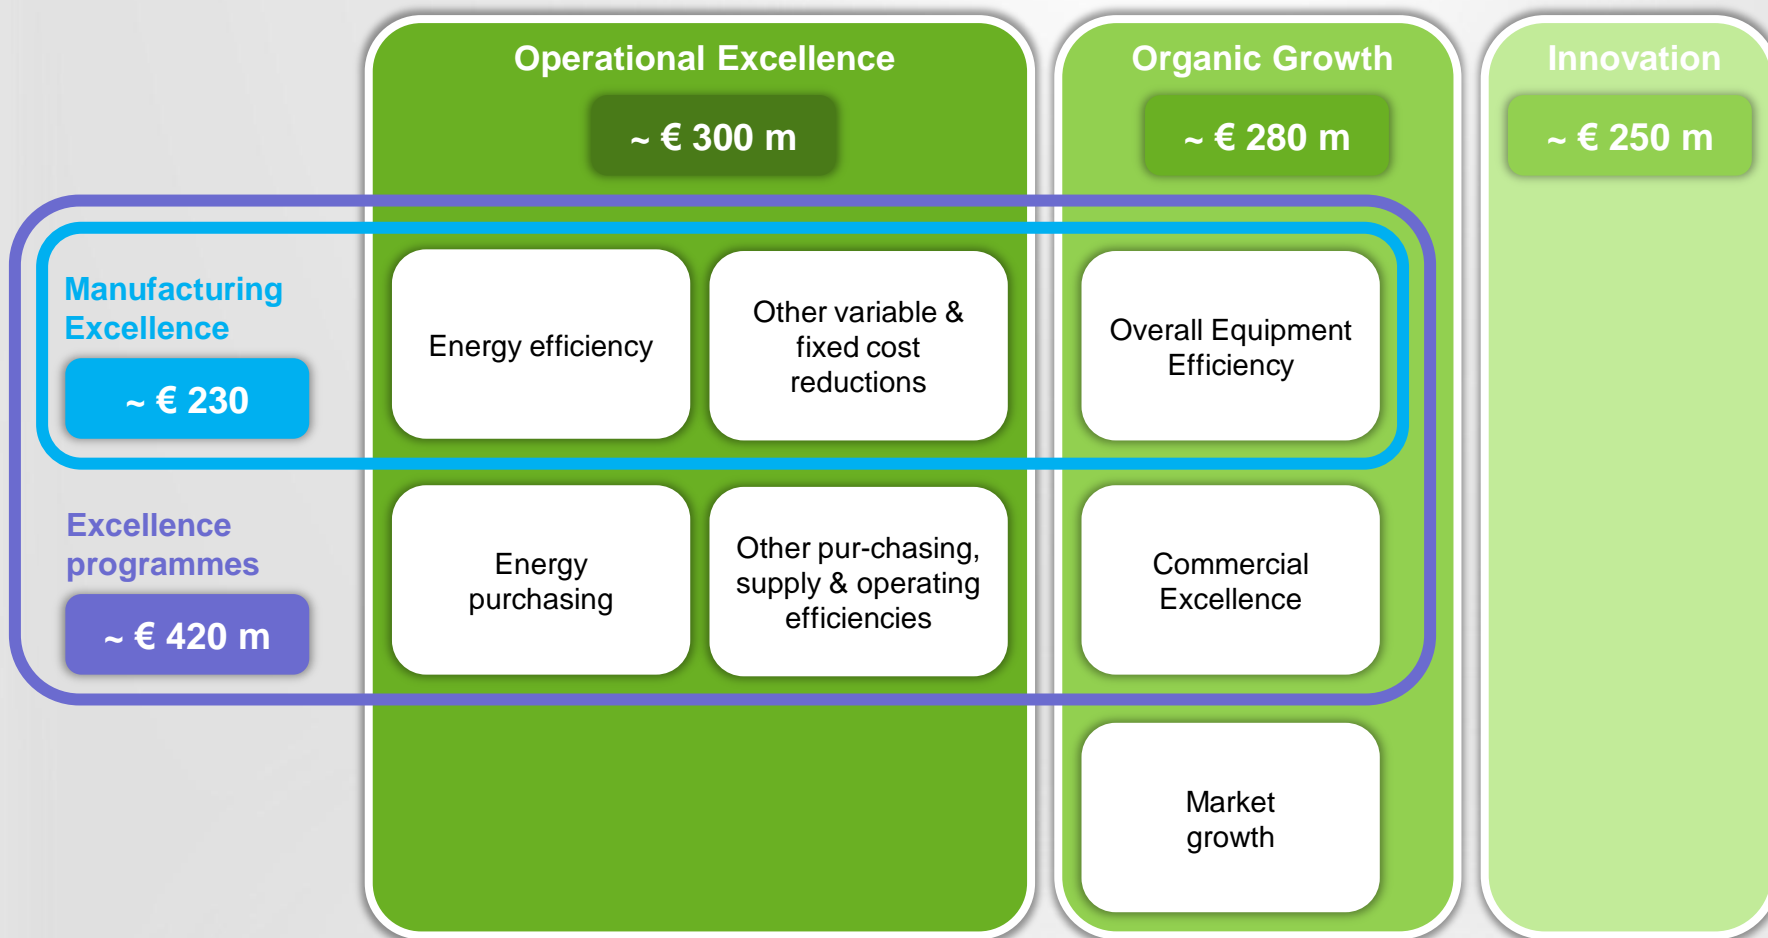 Operational Excellence
~ € 300 m
Organic Growth
~ € 280 m
Innovation
~ € 250 m
Manufacturing
Excellence
~ € 230
Energy efficiency
Other variable &
fixed cost
reductions
Overall Equipment
Efficiency
Excellence
programmes
~ € 420 m
Energy
purchasing
Other pur-chasing,
supply & operating
efficiencies
Commercial
Excellence
Market
growth